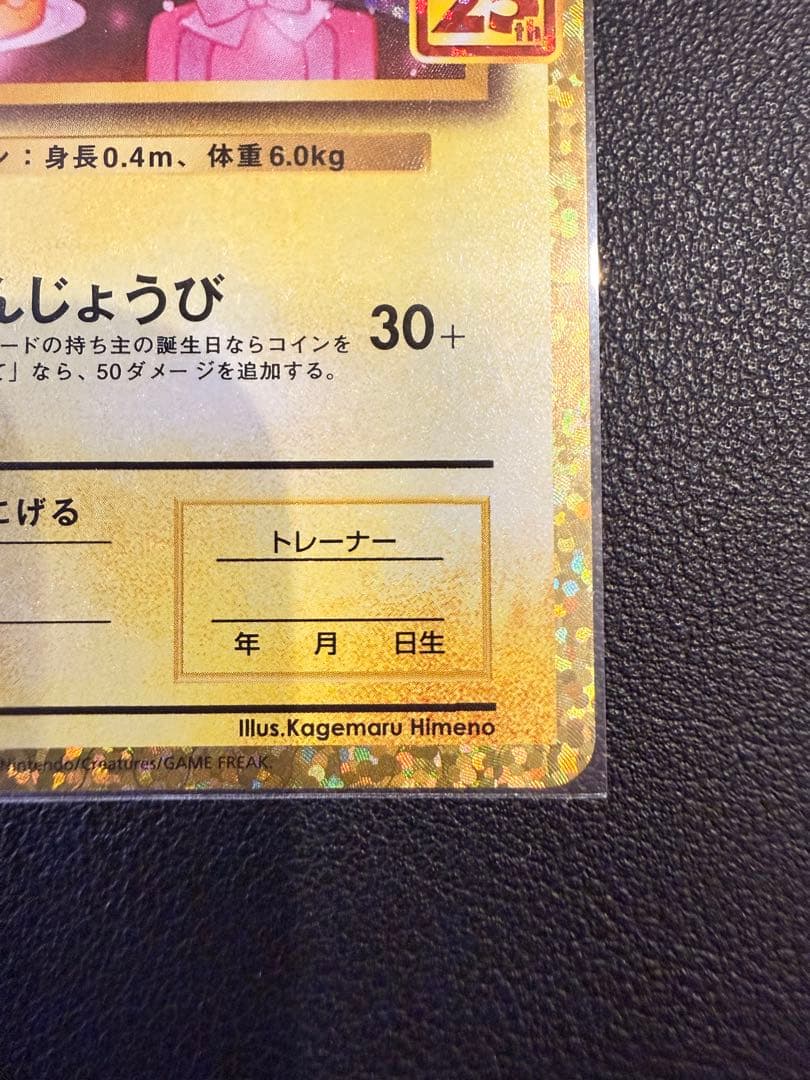 25th
：身長0.4m、体重6.0kg
んじょうび
30+
ードの持ち主の誕生日ならコインを
」なら、50ダメージを追加する。
にげる
トレーナー
年 月 日生
Illus.Kagemaru Himeno
Nintendo/Creatures/GAME FREAK.